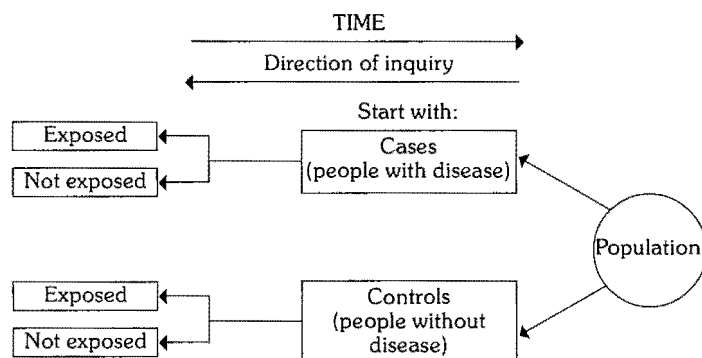 TIME
Direction of inquiry
Start with:
Exposed
Not exposed
Cases
(people with disease)
Population
Exposed
Not exposed
Controls
(people without
disease)